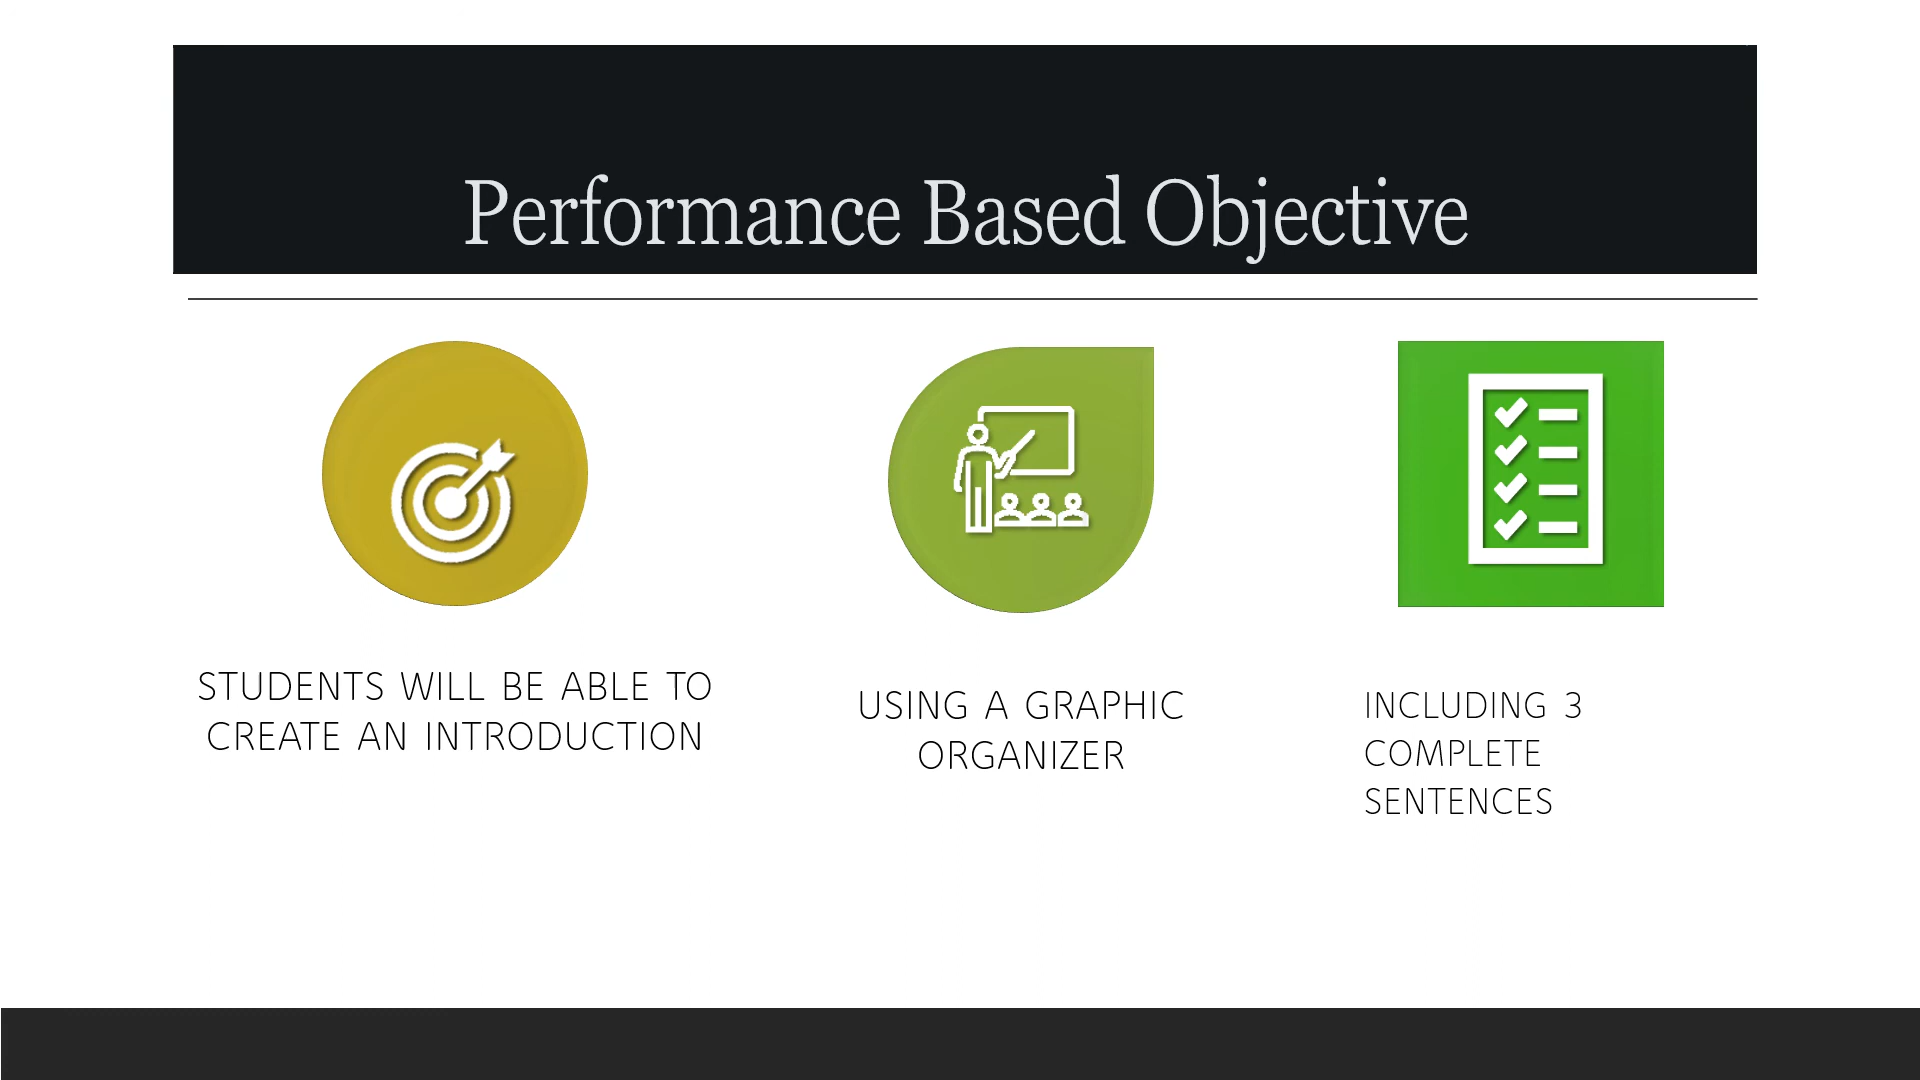 Performance Based Objective
STUDENTS WILL BE ABLE TO
CREATE AN INTRODUCTION
USING A GRAPHIC
ORGANIZER
INCLUDING 3
COMPLETE
SENTENCES